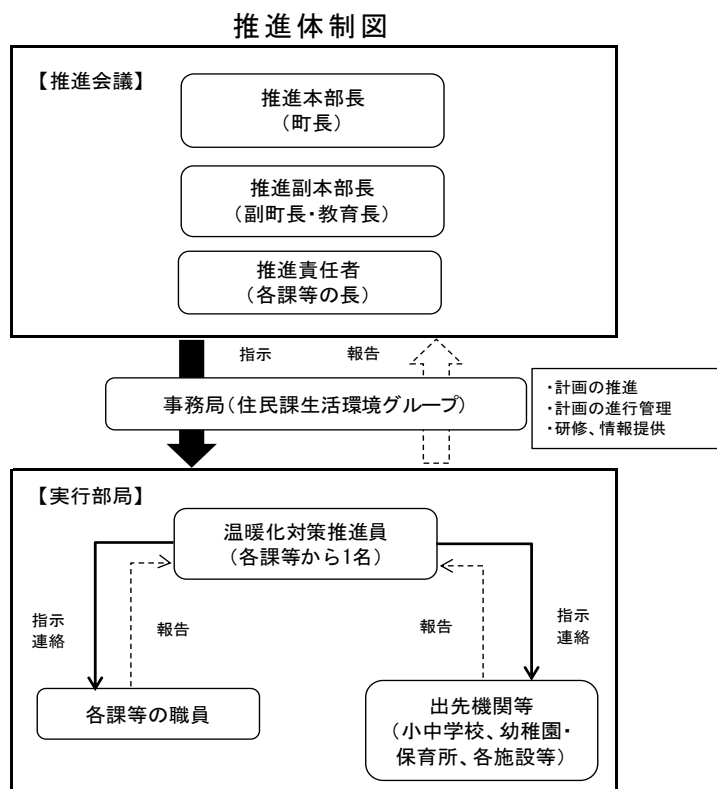 推進体制図
【推進会議】
推進本部長
（町長）
推進副本部長
（副町長・教育長）
推進責任者
（各課等の長）
指示
報告
事務局（住民課生活環境グループ）
・計画の推進
・計画の進行管理
・研修、情報提供
【実行部局】
温暖化対策推進員
（各課等から1名）
指示
連絡
報告
報告
指示
連絡
各課等の職員
出先機関等
（小中学校、幼稚園・
保育所、各施設等）